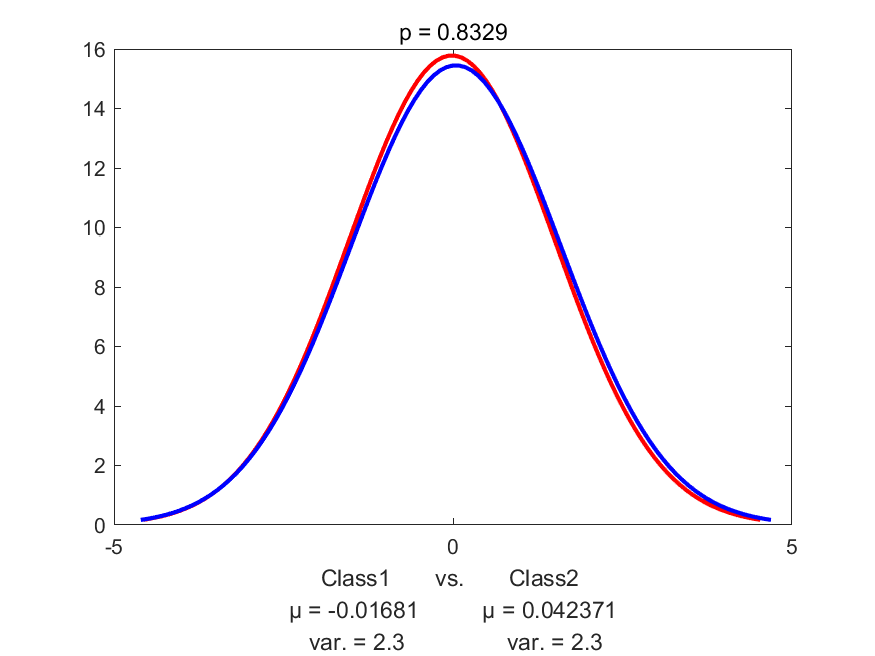 p = 0.8329
16
14
12
10
8
6
4
2
0
-5 0 5
Class1 vs. Class2
μ = -0.01681 μ = 0.042371
var. = 2.3 var. = 2.3